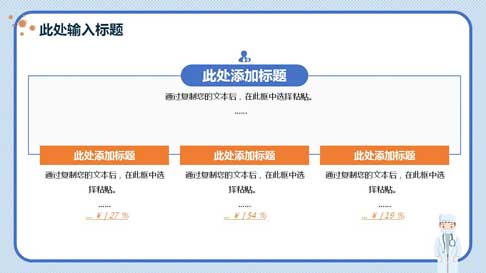 此处输入标题
此处添加标题
通过复制您的文本后，在此框中选择粘贴。
......
此处添加标题
此处添加标题
此处添加标题
通过复制您的文本后，在此框中选
择粘贴。
......
... ￥ | 27 %
通过复制您的文本后，在此框中选
择粘贴。
......
... ￥ | 54 %
通过复制您的文本后，在此框中选
择粘贴。
......
... ￥ | 19 %